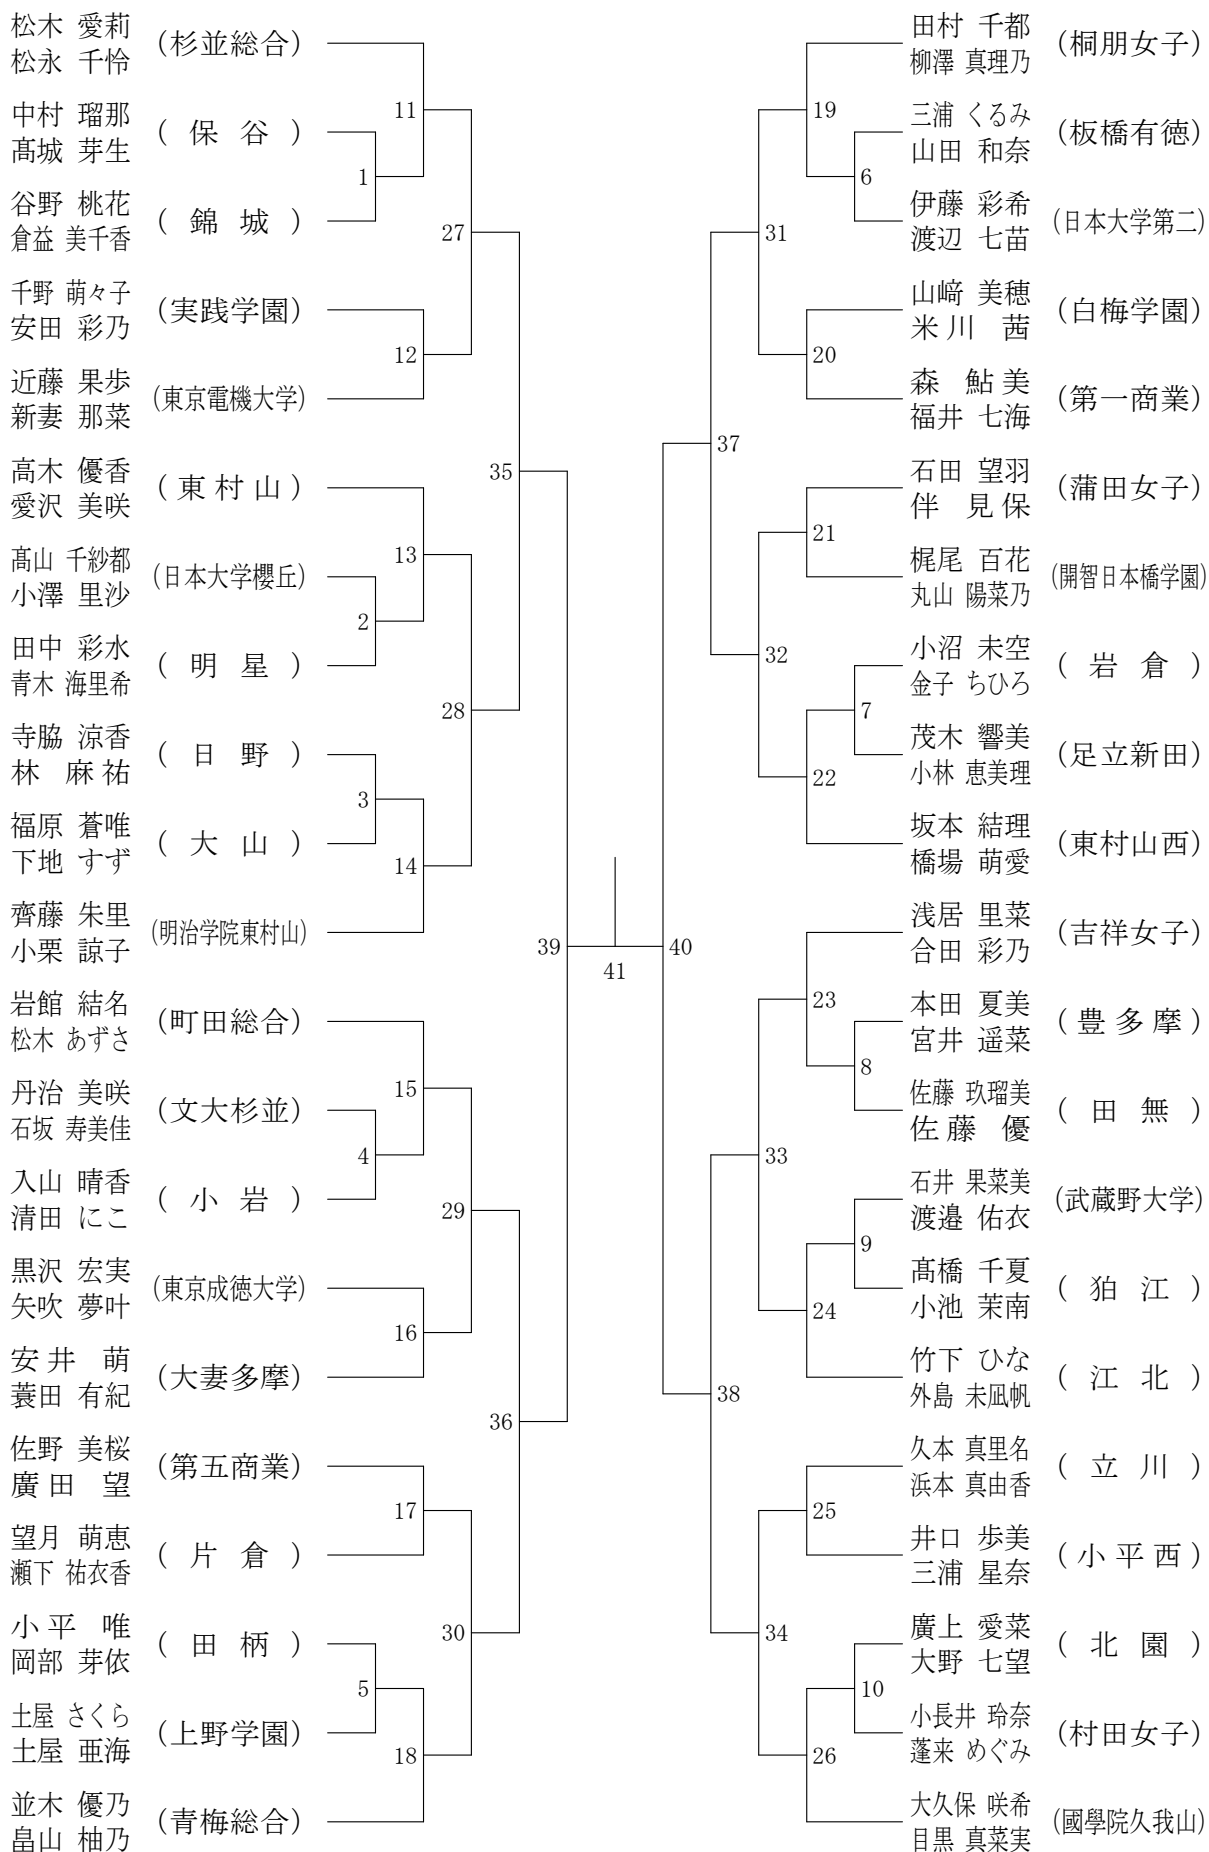 松木 愛莉
松永 千怜
(杉並総合)
中村 瑠那
髙城 芽生
( 保 谷 )
谷野 桃花
倉益 美千香
( 錦 城 )
千野 萌々子
安田 彩乃
(実践学園)
近藤 果歩
新妻 那菜
(東京電機大学)
高木 優香
愛沢 美咲
( 東 村 山 )
髙山 千紗都
小澤 里沙
(日本大学櫻丘)
田中 彩水
青木 海里希
( 明 星 )
寺脇 涼香
林 麻祐
( 日 野 )
福原 蒼唯
下地 すず
( 大 山 )
齊藤 朱里
小栗 諒子
(明治学院東村山)
岩館 結名
松木 あずさ
(町田総合)
丹治 美咲
石坂 寿美佳
(文大杉並)
入山 晴香
清田 にこ
( 小 岩 )
黒沢 宏実
矢吹 夢叶
(東京成徳大学)
安井 萌
蓑田 有紀
(大妻多摩)
佐野 美桜
廣田 望
(第五商業)
望月 萌恵
瀬下 祐衣香
( 片 倉 )
小平 唯
岡部 芽依
( 田 柄 )
土屋 さくら
土屋 亜海
(上野学園)
並木 優乃
畠山 柚乃
(青梅総合)
1
2
3
4
5
11
12
13
14
15
16
17
18
27
28
29
30
35
36
39
41
40
37
38
31
32
33
34
19
20
21
22
23
24
25
26
6
7
8
9
10
田村 千都
柳澤 真理乃
(桐朋女子)
三浦 くるみ
山田 和奈
(板橋有徳)
伊藤 彩希
渡辺 七苗
(日本大学第二)
山﨑 美穂
米川 茜
(白梅学園)
森 鮎美
福井 七海
(第一商業)
石田 望羽
伴 見保
(蒲田女子)
梶尾 百花
丸山 陽菜乃
(開智日本橋学園)
小沼 未空
金子 ちひろ
( 岩 倉 )
茂木 響美
小林 恵美理
(足立新田)
坂本 結理
橋場 萌愛
(東村山西)
浅居 里菜
合田 彩乃
(吉祥女子)
本田 夏美
宮井 遥菜
( 豊 多 摩 )
佐藤 玖瑠美
佐藤 優
( 田 無 )
石井 果菜美
渡邉 佑衣
(武蔵野大学)
髙橋 千夏
小池 茉南
( 狛 江 )
竹下 ひな
外島 未凪帆
( 江 北 )
久本 真里名
浜本 真由香
( 立 川 )
井口 歩美
三浦 星奈
( 小 平 西 )
廣上 愛菜
大野 七望
( 北 園 )
小長井 玲奈
蓬来 めぐみ
(村田女子)
大久保 咲希
目黒 真菜実
(國學院久我山)